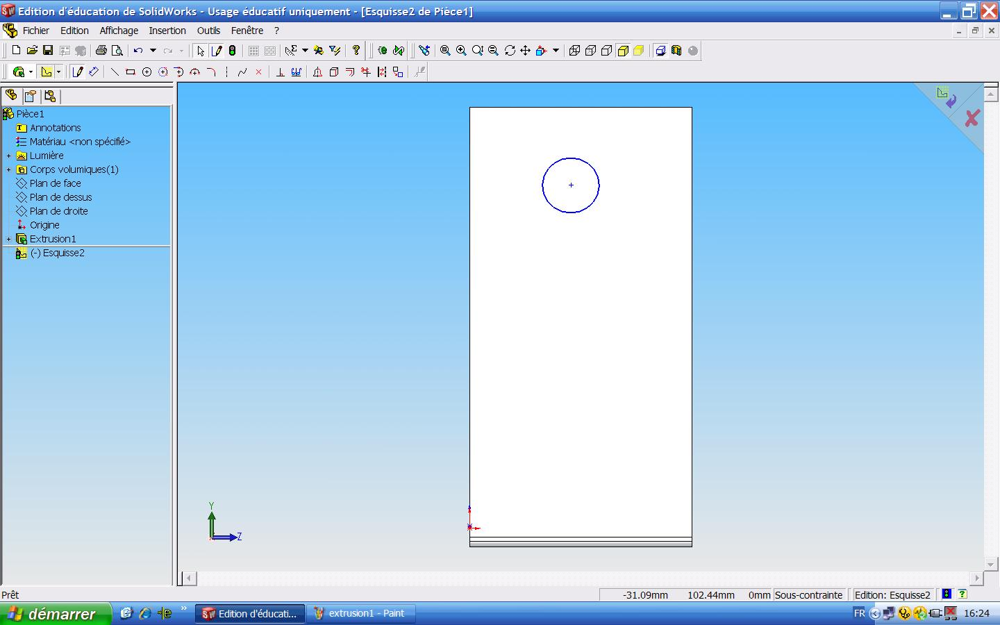 Edition d'éducation de SolidWorks - Usage éducatif uniquement - [Esquisse2 de Pièce1]
Fichier Edition Affichage Insertion Outils Fenêtre ?
Pièce1
Annotations
Matériau <non spécifié>
Lumière
Corps volumiques(1)
Plan de face
Plan de dessus
Plan de droite
Origine
Extrusion1
(-) Esquisse2
Y
Z
Prêt
-31.09mm 102.44mm 0mm Sous-contrainte Edition: Esquisse2
démarrer
Edition d'éducati...
extrusion1 - Paint
FR
16:24